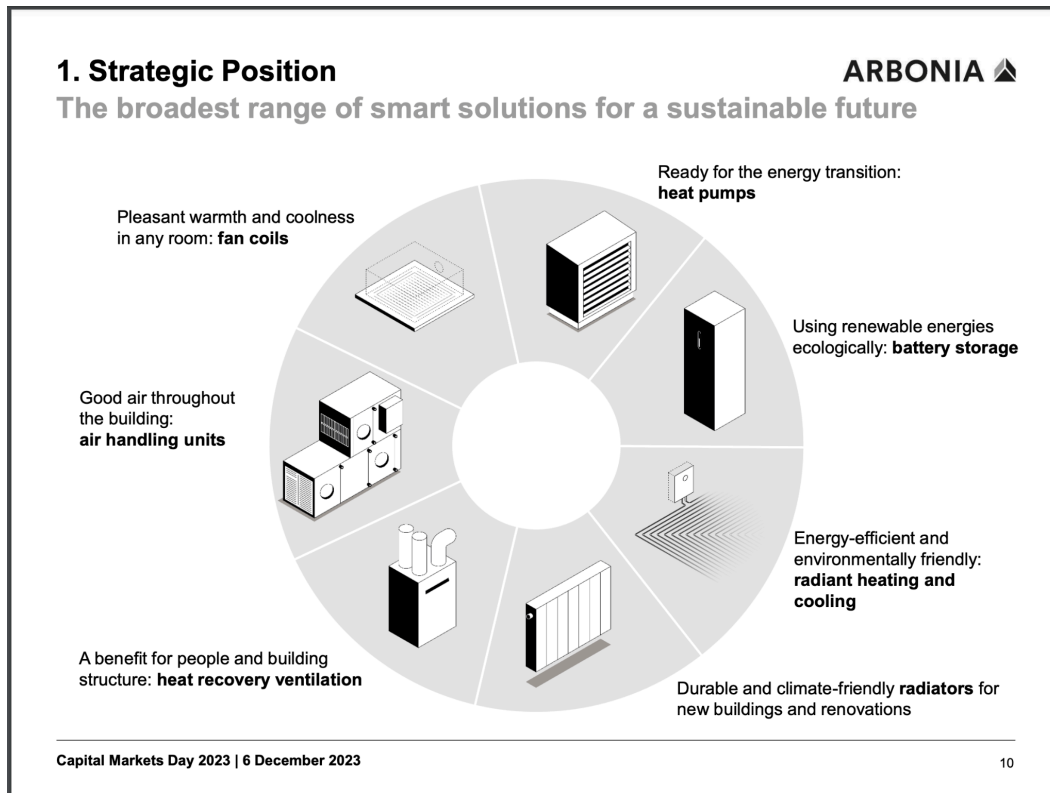 1. Strategic Position
ARBONIA
The broadest range of smart solutions for a sustainable future
Ready for the energy transition:
heat pumps
Pleasant warmth and coolness
in any room: fan coils
Using renewable energies
ecologically: battery storage
Good air throughout
the building:
air handling units
Energy-efficient and
environmentally friendly:
radiant heating and
cooling
A benefit for people and building
structure: heat recovery ventilation
Durable and climate-friendly radiators for
new buildings and renovations
Capital Markets Day 2023 | 6 December 2023
10